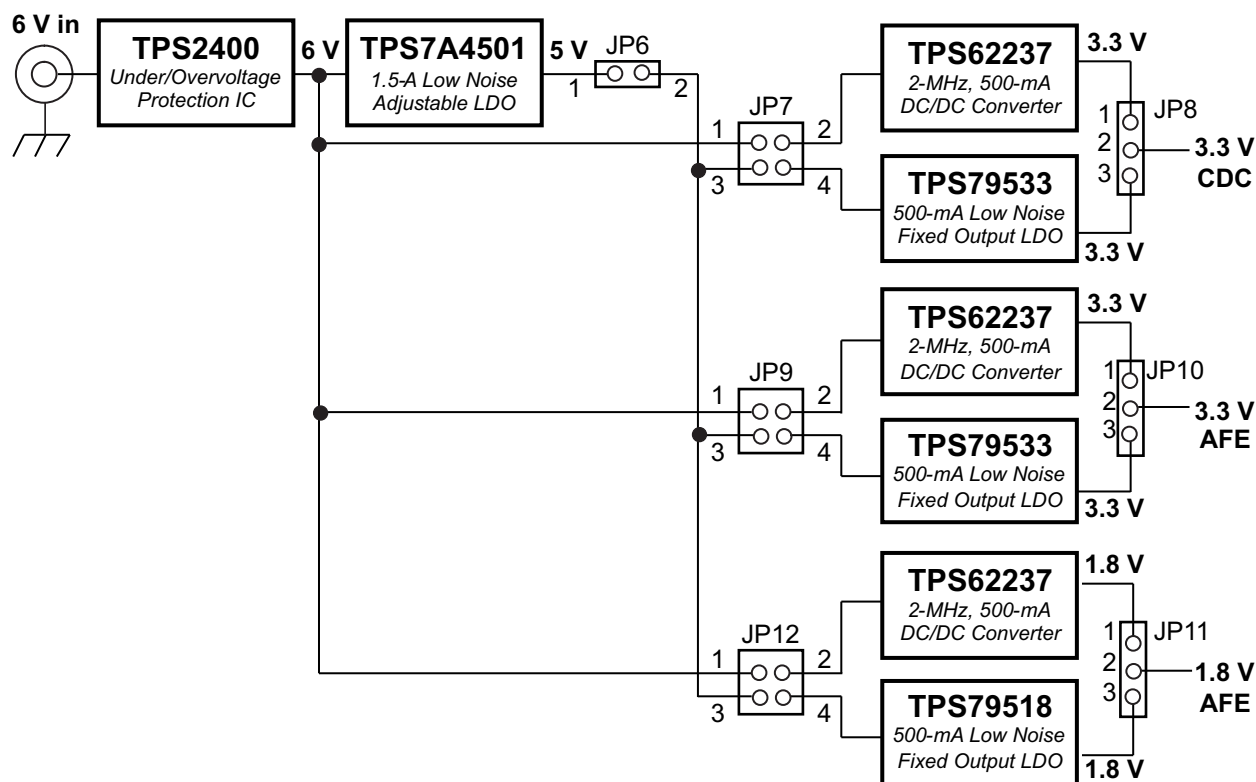 6 V in
TPS2400
Under/Overvoltage
Protection IC
6 V
TPS7A4501
1.5-A Low Noise
Adjustable LDO
5 V
JP6
1
2
TPS62237
2-MHz, 500-mA
DC/DC Converter
3.3 V
JP7
1
2
3
4
TPS79533
500-mA Low Noise
Fixed Output LDO
3.3 V
JP8
1
2
3
3.3 V
CDC
TPS62237
2-MHz, 500-mA
DC/DC Converter
3.3 V
JP9
1
2
3
4
TPS79533
500-mA Low Noise
Fixed Output LDO
3.3 V
JP10
1
2
3
3.3 V
AFE
TPS62237
2-MHz, 500-mA
DC/DC Converter
1.8 V
JP12
1
2
3
4
TPS79518
500-mA Low Noise
Fixed Output LDO
1.8 V
JP11
1
2
3
1.8 V
AFE